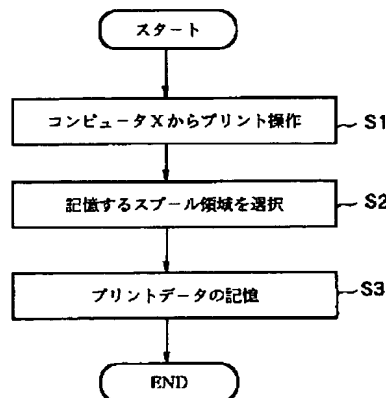 スタート
コンピュータXからプリント操作 S1
記憶するスプール領域を選択 S2
プリントデータの記憶 S3
END